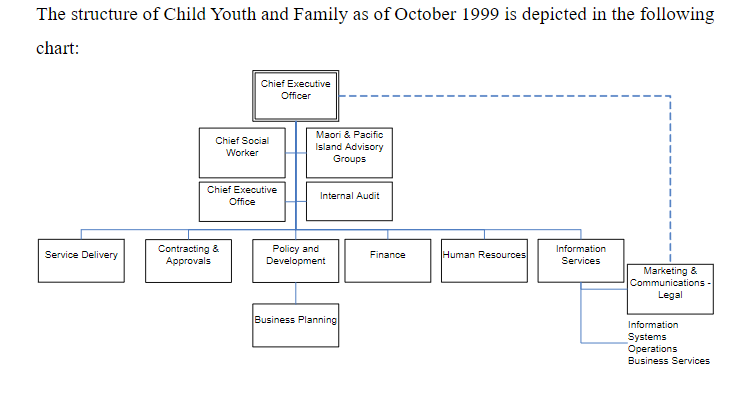 The structure of Child Youth and Family as of October 1999 is depicted in the following
chart:
Chief Executive
Officer
Chief Social
Worker
Maori & Pacific
Island Advisory
Groups
Chief Executive
Office
Internal Audit
Service Delivery
Contracting &
Approvals
Policy and
Development
Finance
Human Resources
Information
Services
Marketing &
Communications -
Legal
Business Planning
Information
Systems
Operations
Business Services